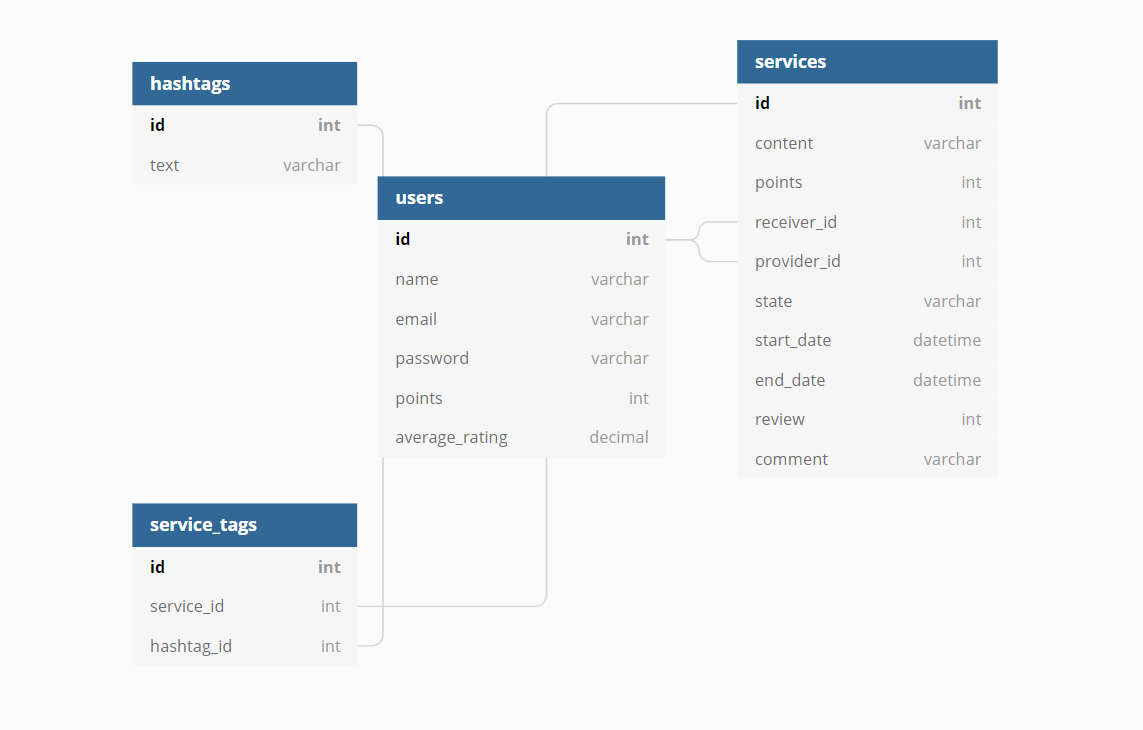 hashtags
id int
text varchar
users
id int
name varchar
email varchar
password varchar
points int
average_rating decimal
services
id int
content varchar
points int
receiver_id int
provider_id int
state varchar
start_date datetime
end_date datetime
review int
comment varchar
service_tags
id int
service_id int
hashtag_id int